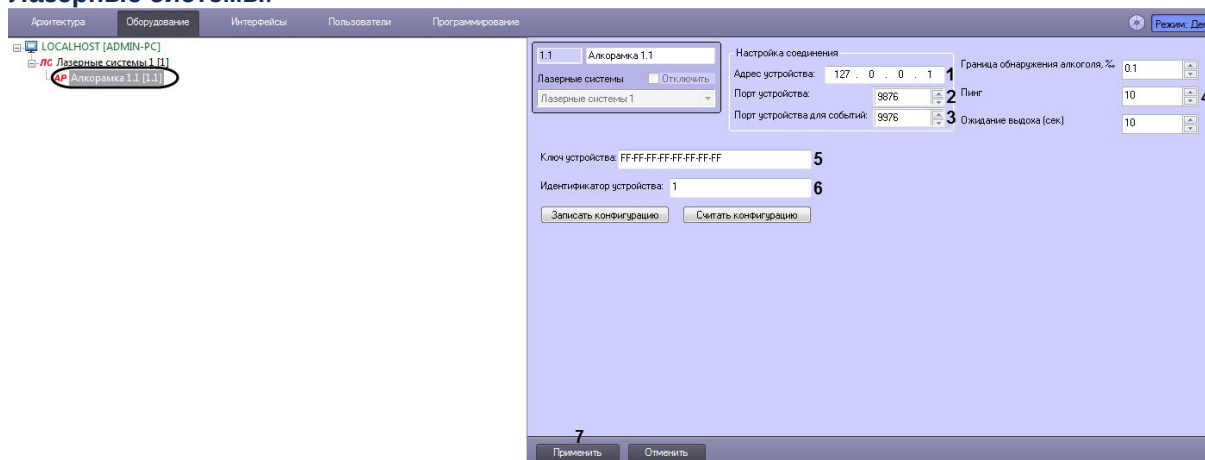 Лазерные системы.
Архитектура Оборудование Интерфейсы Пользователи Программирование
LOCALHOST [ADMIN-PC]
ЛС Лазерные системы 1 [1]
АР Алкорамка 1.1 [1.1]
1.1 Алкорамка 1.1
Лазерные системы Отключить
Лазерные системы 1
Настройка соединения
Адрес устройства: 127 . 0 . 0 . 1 1
Порт устройства: 9876 2
Порт устройства для событий: 9976 3
Граница обнаружения алкоголя, ‰ 0.1
Пинг 10 4
Ожидание выдоха (сек) 10
Ключ устройства: FF-FF-FF-FF-FF-FF-FF-FF 5
Идентификатор устройства: 1 6
Записать конфигурацию Считать конфигурацию
7
Применить Отменить